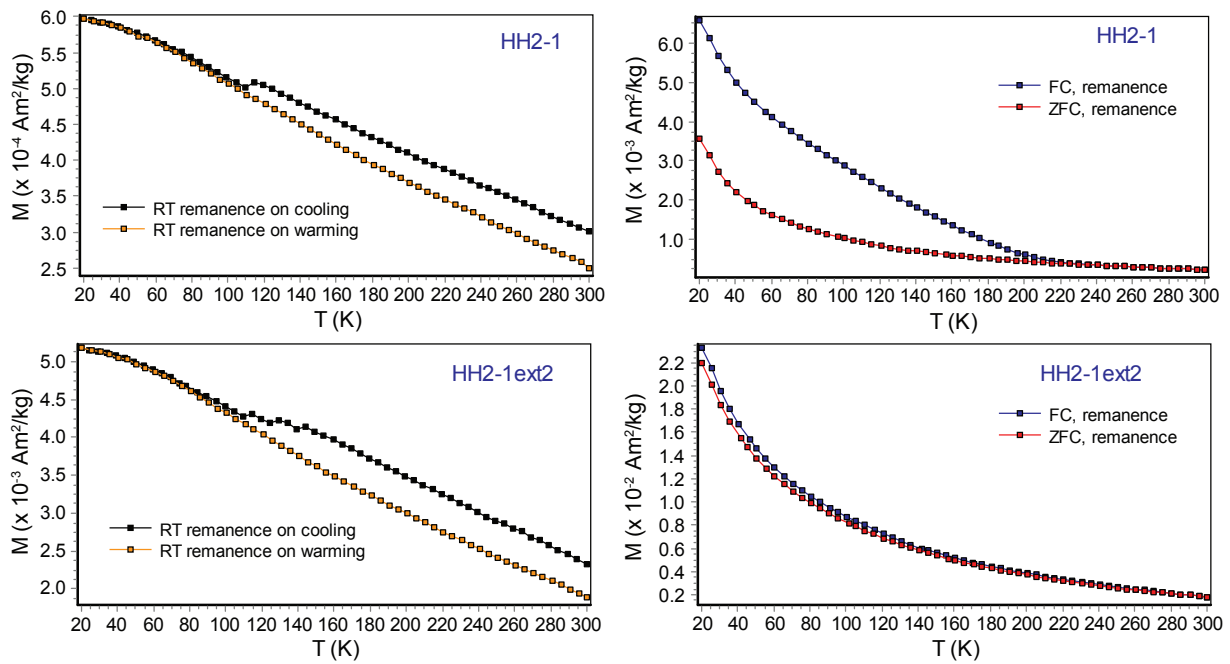 HH2-1
M (x 10⁻⁴ Am²/kg)
6.0
5.5
5.0
4.5
4.0
3.5
3.0
2.5
RT remanence on cooling
RT remanence on warming
20 40 60 80 100 120 140 160 180 200 220 240 260 280 300
T (K)
HH2-1
M (x 10⁻³ Am²/kg)
6.0
5.0
4.0
3.0
2.0
1.0
FC, remanence
ZFC, remanence
20 40 60 80 100 120 140 160 180 200 220 240 260 280 300
T (K)
HH2-1ext2
M (x 10⁻³ Am²/kg)
5.0
4.5
4.0
3.5
3.0
2.5
2.0
RT remanence on cooling
RT remanence on warming
20 40 60 80 100 120 140 160 180 200 220 240 260 280 300
T (K)
HH2-1ext2
M (x 10⁻² Am²/kg)
2.2
2.0
1.8
1.6
1.4
1.2
1.0
0.8
0.6
0.4
0.2
FC, remanence
ZFC, remanence
20 40 60 80 100 120 140 160 180 200 220 240 260 280 300
T (K)